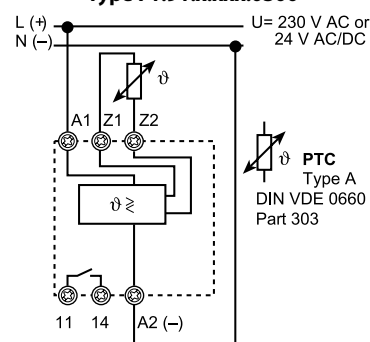 L (+)
U= 230 V AC or
N (–)
24 V AC/DC
ϑ
A1 Z1 Z2
ϑ PTC
Type A
DIN VDE 0660
Part 303
ϑ ≷
11 14 A2 (–)